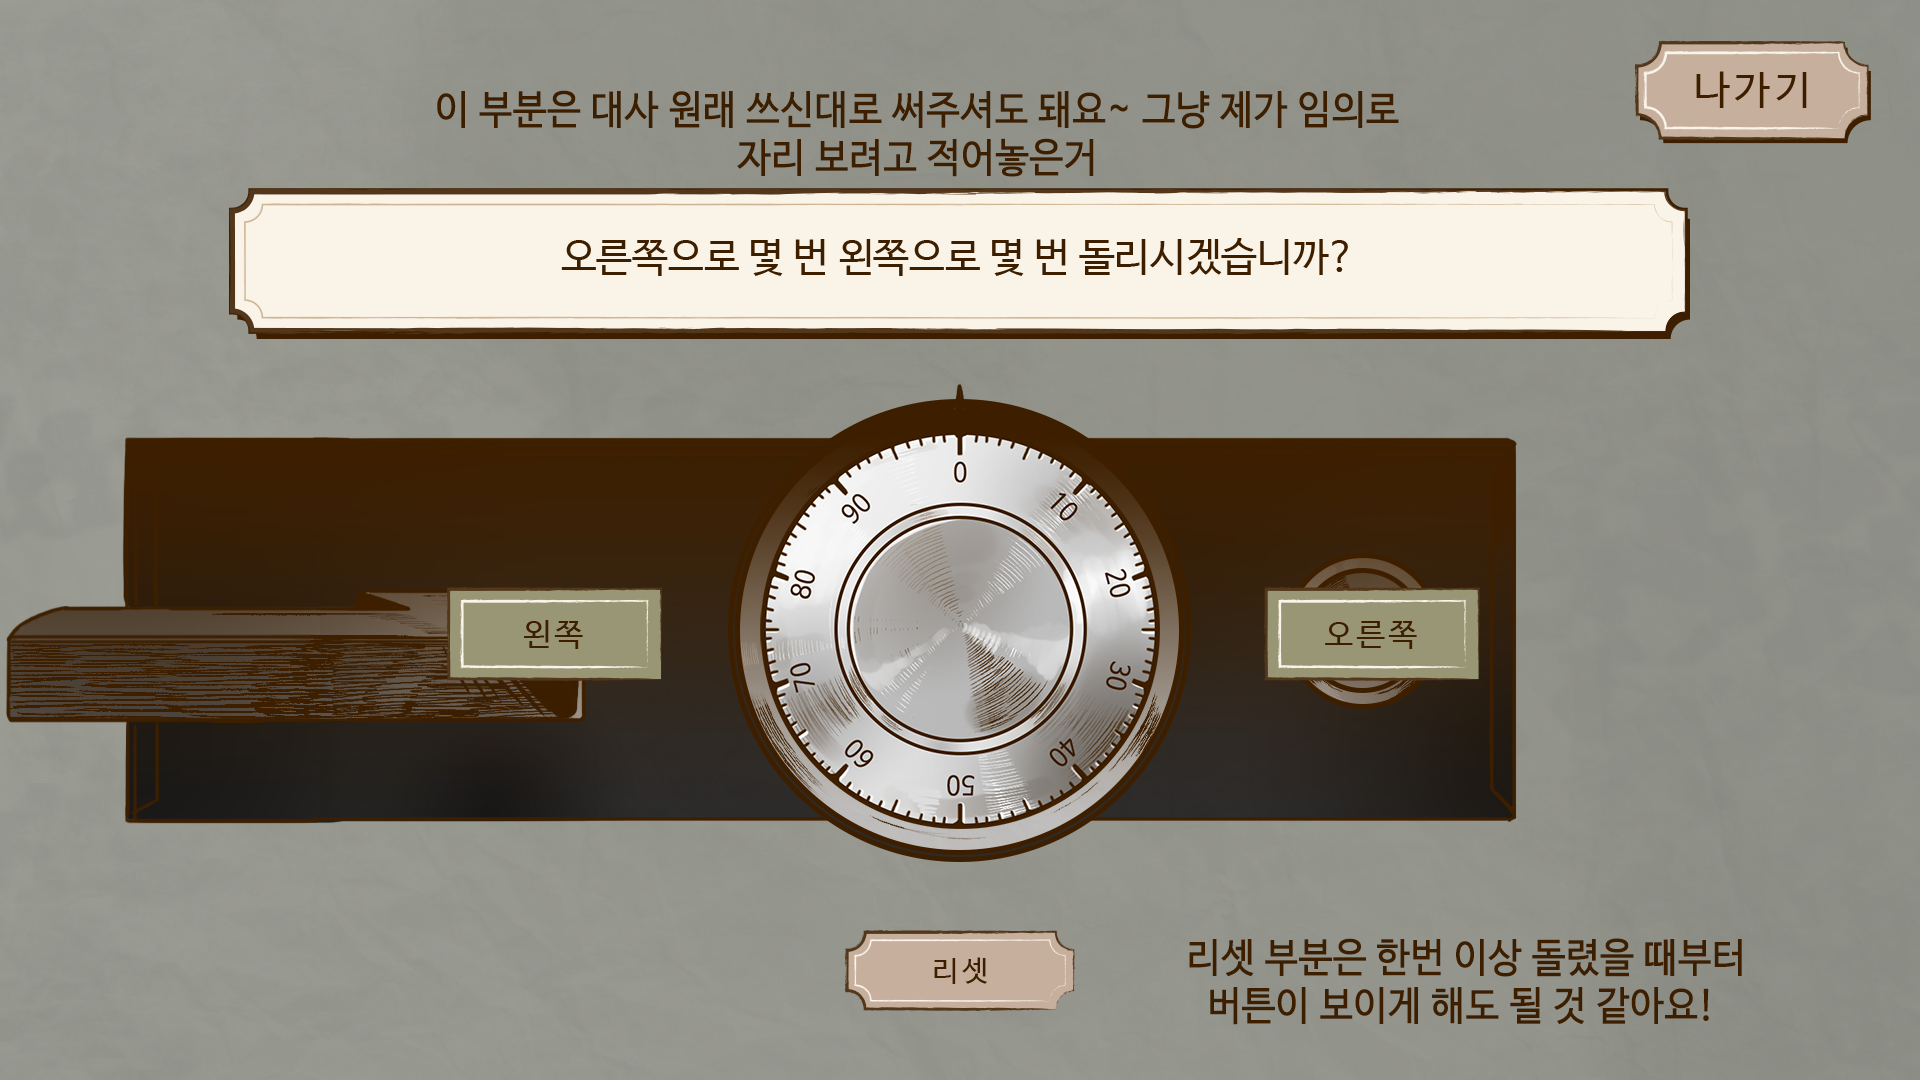 나가기
이 부분은 대사 원래 쓰신대로 써주셔도 돼요~ 그냥 제가 임의로
자리 보려고 적어놓은거
오른쪽으로 몇 번 왼쪽으로 몇 번 돌리시겠습니까?
0
10
20
30
40
50
60
70
80
90
왼쪽
오른쪽
리셋
리셋 부분은 한번 이상 돌렸을 때부터
버튼이 보이게 해도 될 것 같아요!